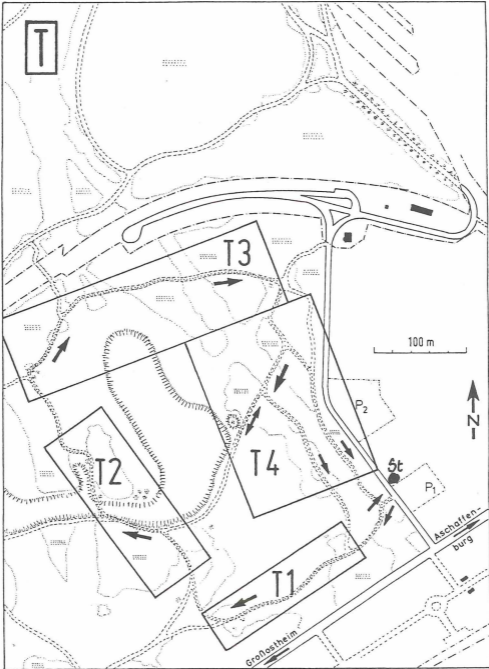 T
T3
100 m
N
P2
T4
St
T2
P1
Aschaffen-
burg
T1
Großostheim